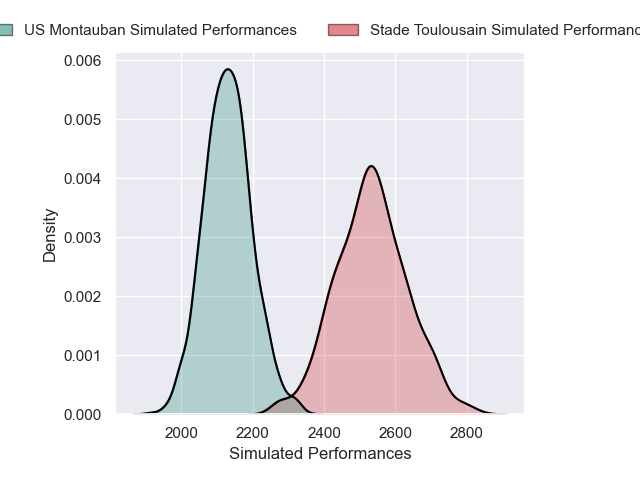 US Montauban Simulated Performances Stade Toulousain Simulated Performanc
0.006
0.005
0.004
0.003
0.002
0.001
0.000
Density
2000 2200 2400 2600 2800
Simulated Performances